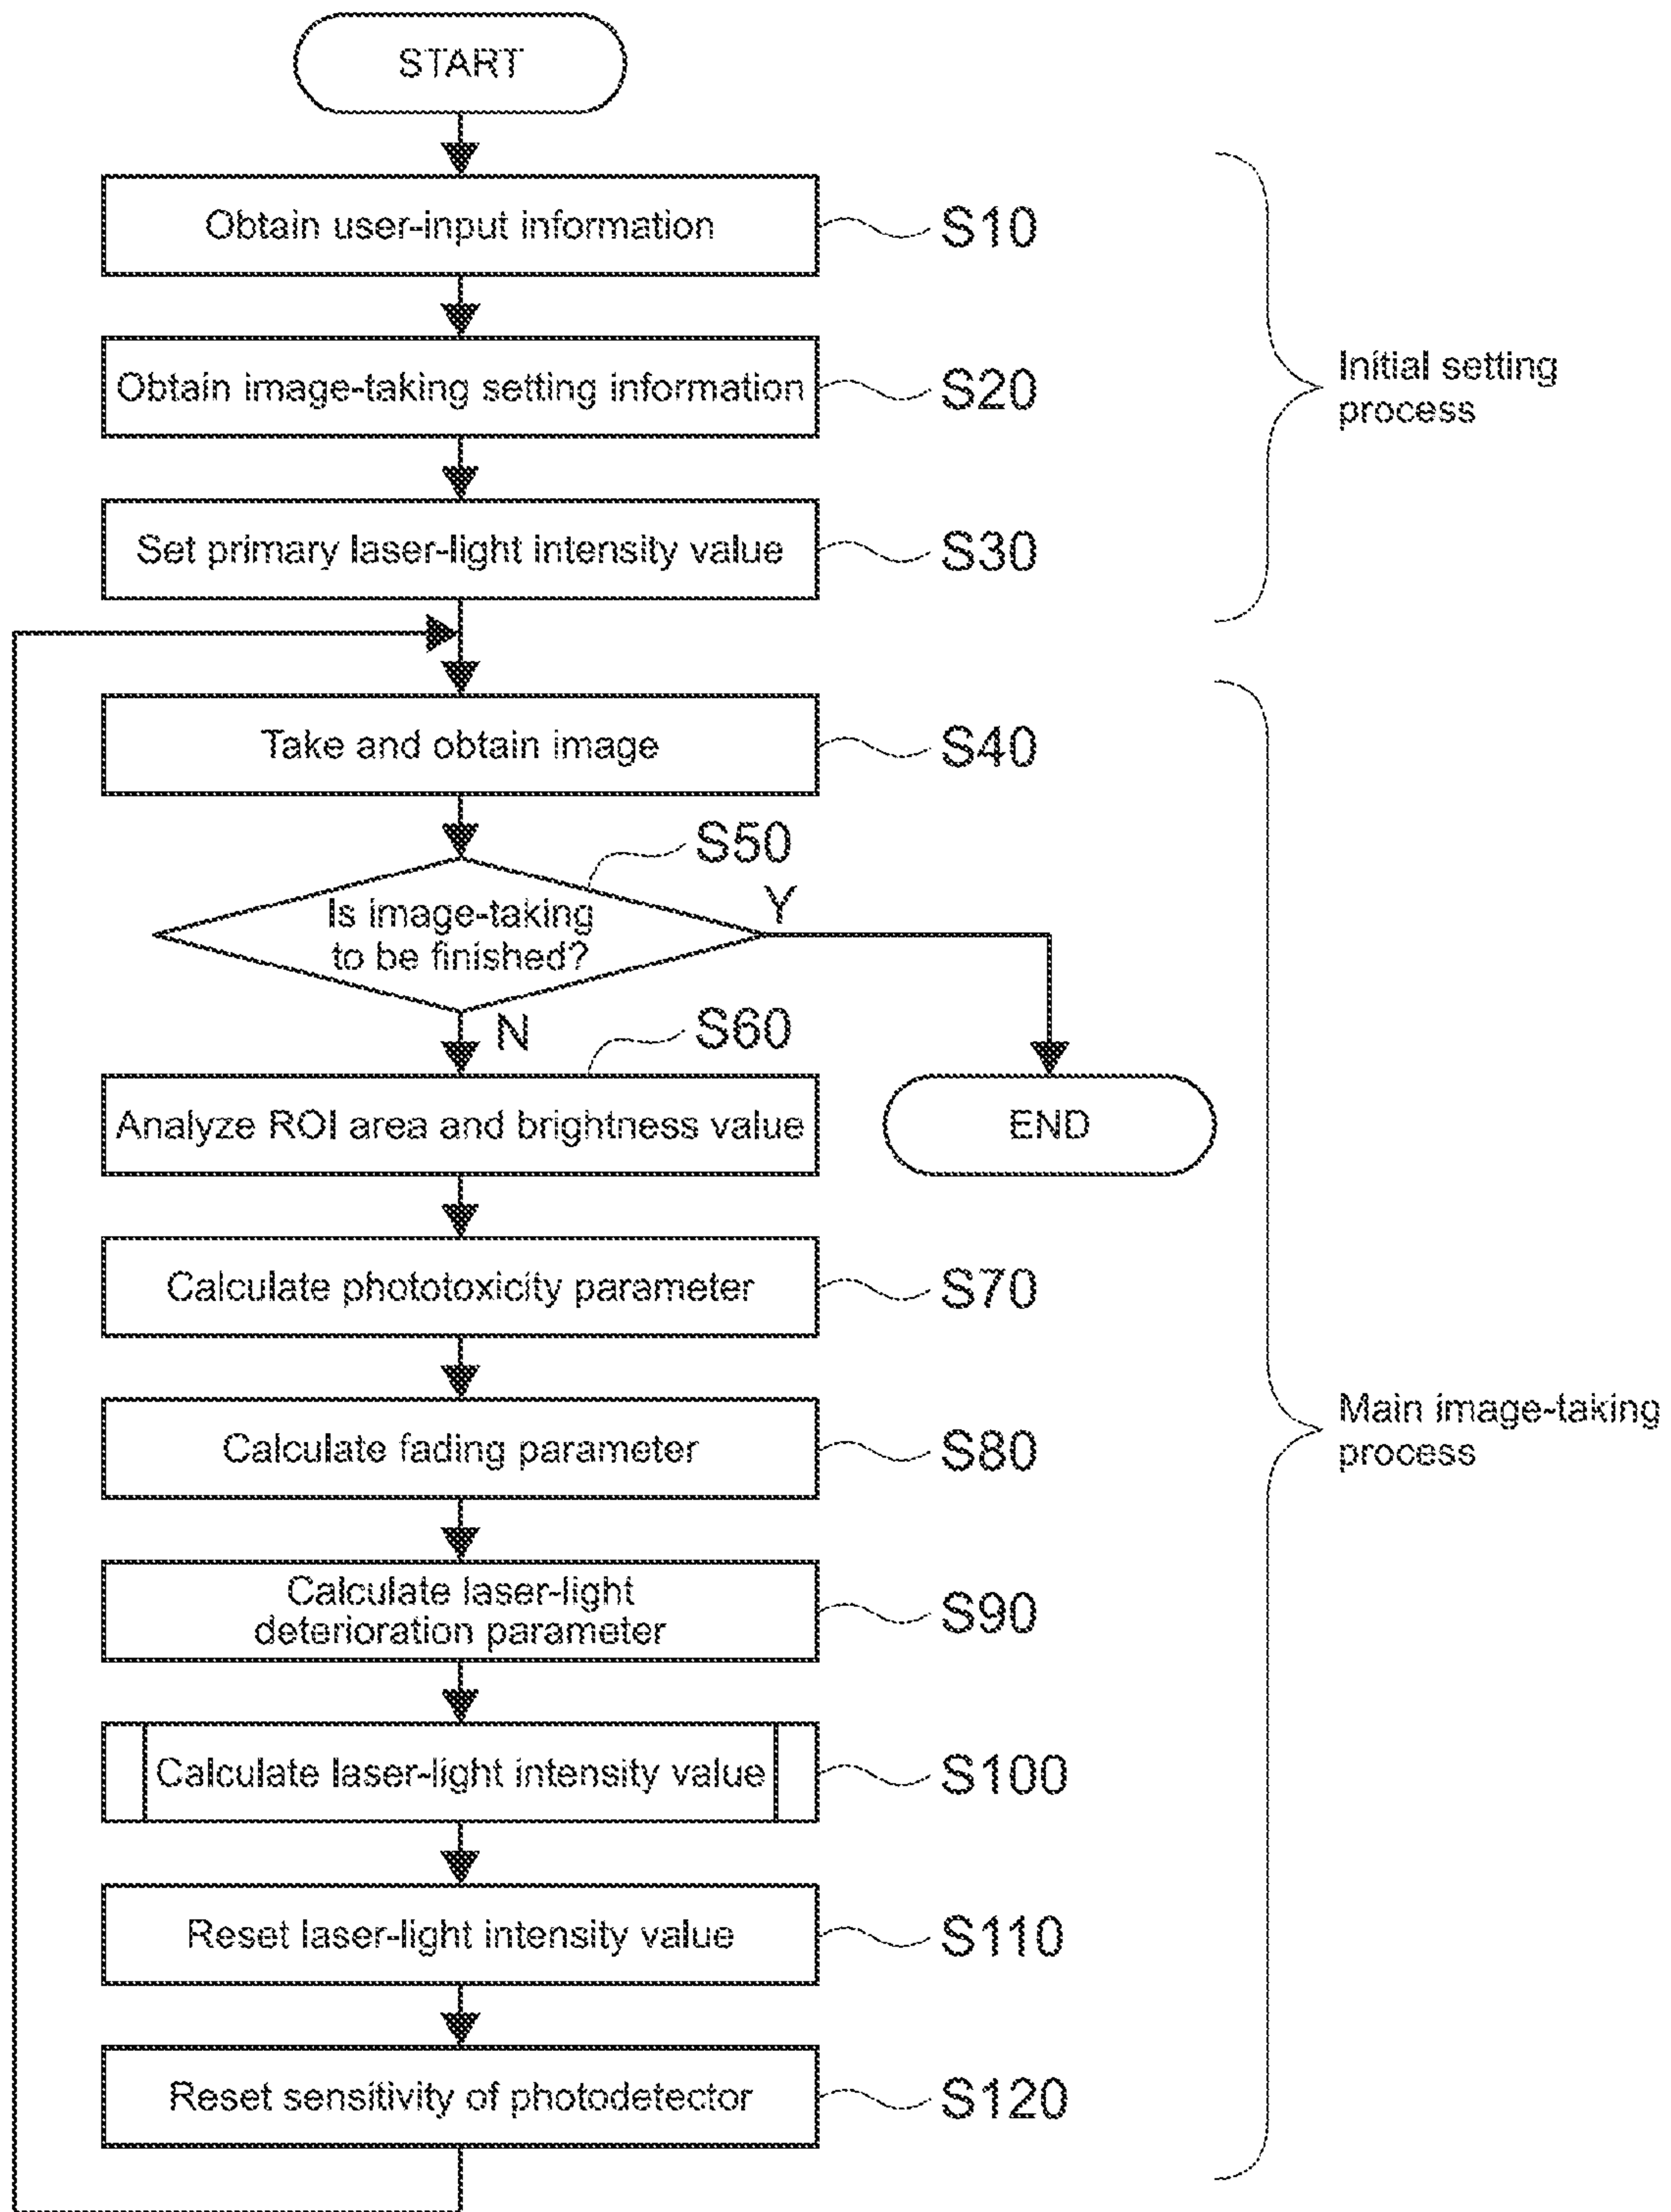 START
Obtain user-input information
S10
Obtain image-taking setting information
S20
Initial setting
process
Set primary laser-light intensity value
S30
Take and obtain image
S40
S50
Is image-taking
to be finished?
Y
N
S60
Analyze ROI area and brightness value
END
Calculate phototoxicity parameter
S70
Calculate fading parameter
S80
Main image-taking
process
Calculate laser-light
deterioration parameter
S90
Calculate laser-light intensity value
S100
Reset laser-light intensity value
S110
Reset sensitivity of photodetector
S120